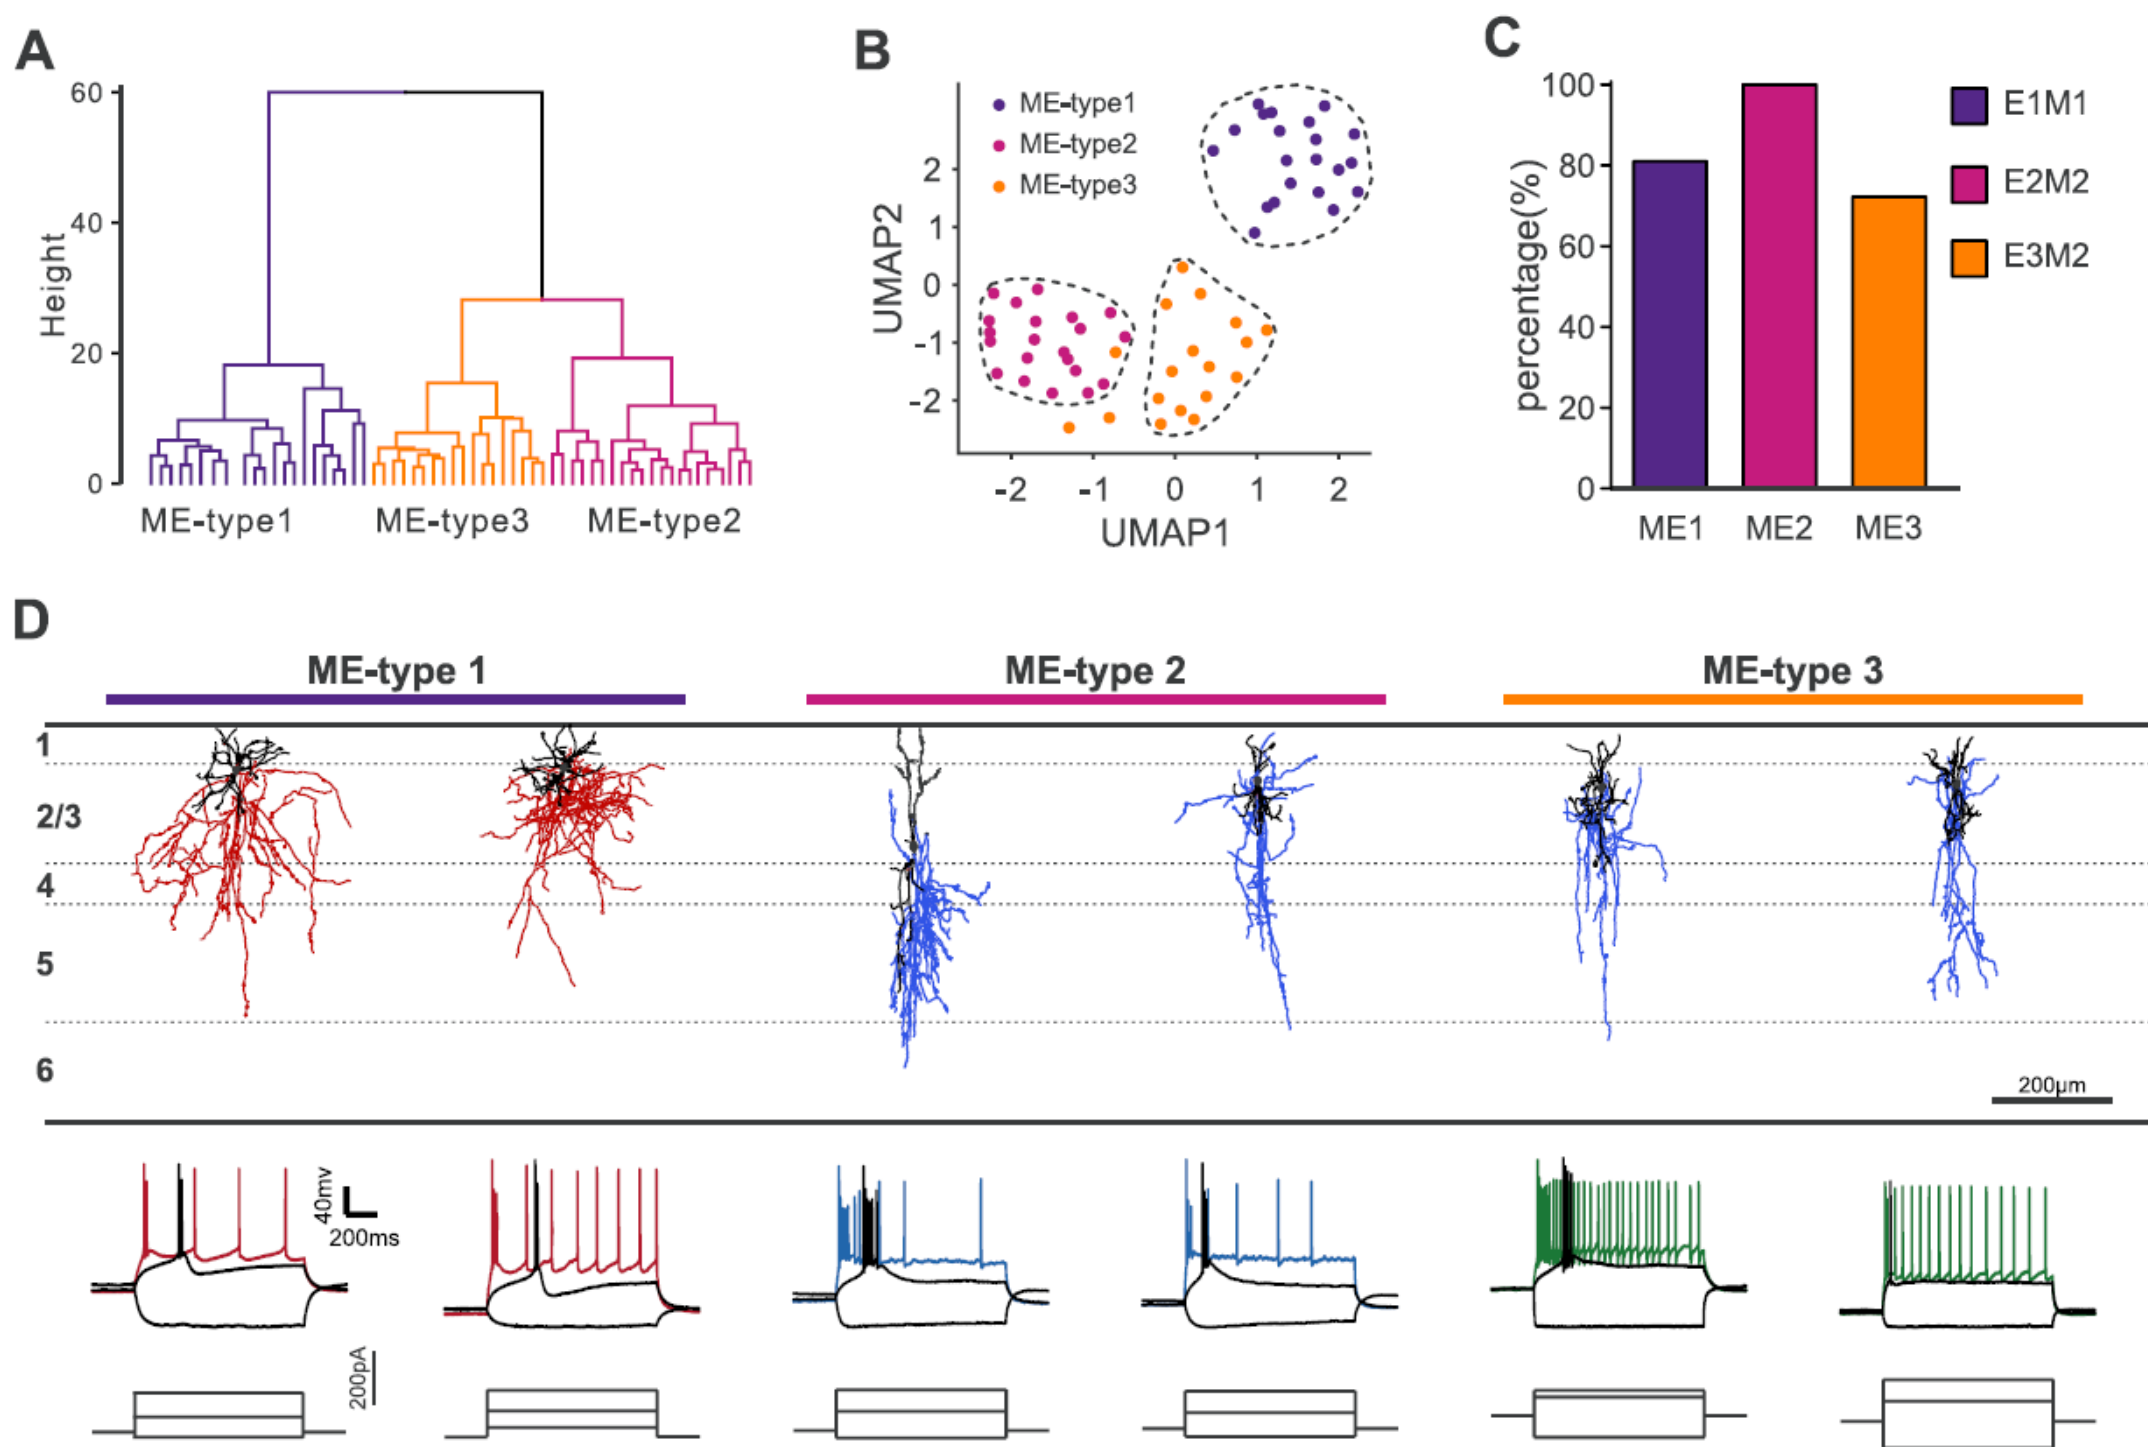 A
60
40
20
0
Height
ME-type1 ME-type3 ME-type2
B
ME-type1
ME-type2
ME-type3
2
1
0
-1
-2
UMAP2
-2 -1 0 1 2
UMAP1
C
100
80
60
40
20
0
percentage(%)
ME1 ME2 ME3
E1M1
E2M2
E3M2
D
ME-type 1 ME-type 2 ME-type 3
1
2/3
4
5
6
200μm
40mv
200ms
200pA